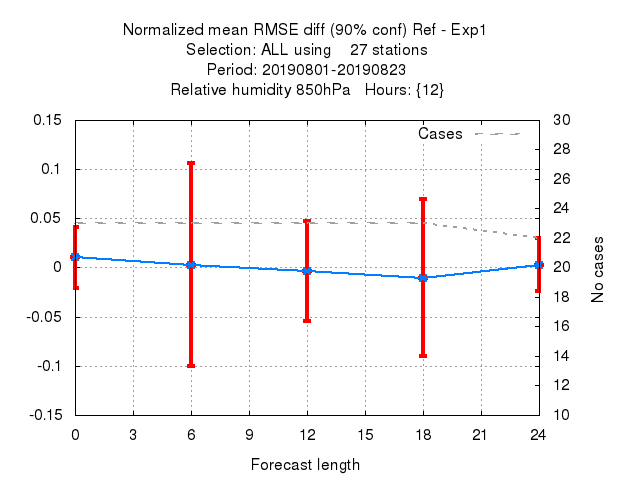 Normalized mean RMSE diff (90% conf) Ref - Exp1
Selection: ALL using    27 stations
Period: 20190801-20190823
Relative humidity 850hPa   Hours: {12}
Cases
0.15
0.1
0.05
0
-0.05
-0.1
-0.15
30
28
26
24
22
20
18
16
14
12
10
No cases
0 3 6 9 12 15 18 21 24
Forecast length